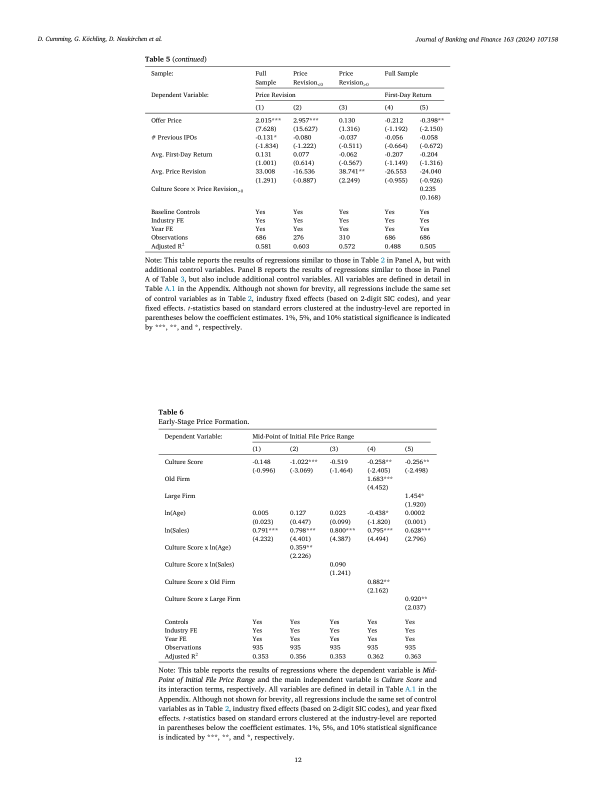 D. Cumming, G. Köchling, D. Neukirchen et al.
Journal of Banking and Finance 163 (2024) 107158
Table 5 (continued)
Sample: Full Sample Price Revision<0 Price Revision≥0 Full Sample
Dependent Variable: Price Revision First-Day Return
(1) (2) (3) (4) (5)
Offer Price 2.015*** 2.957*** 0.130 -0.212 -0.398**
(7.628) (15.627) (1.316) (-1.192) (-2.150)
# Previous IPOs -0.131* -0.080 -0.037 -0.056 -0.058
(-1.834) (-1.222) (-0.511) (-0.664) (-0.672)
Avg. First-Day Return 0.131 0.077 -0.062 -0.207 -0.204
(1.001) (0.614) (-0.567) (-1.149) (-1.316)
Avg. Price Revision 33.008 -16.536 38.741** -26.553 -24.040
(1.291) (-0.887) (2.249) (-0.955) (-0.926)
Culture Score × Price Revision≥0 0.235
(0.168)
Baseline Controls Yes Yes Yes Yes Yes
Industry FE Yes Yes Yes Yes Yes
Year FE Yes Yes Yes Yes Yes
Observations 686 276 310 686 686
Adjusted R² 0.581 0.603 0.572 0.488 0.505
Note: This table reports the results of regressions similar to those in Table 2 in Panel A, but with
additional control variables. Panel B reports the results of regressions similar to those in Panel
A of Table 3, but also include additional control variables. All variables are defined in detail in
Table A.1 in the Appendix. Although not shown for brevity, all regressions include the same set
of control variables as in Table 2, industry fixed effects (based on 2-digit SIC codes), and year
fixed effects. t-statistics based on standard errors clustered at the industry-level are reported in
parentheses below the coefficient estimates. 1%, 5%, and 10% statistical significance is indicated
by ***, **, and *, respectively.
Table 6
Early-Stage Price Formation.
Dependent Variable: Mid-Point of Initial File Price Range
(1) (2) (3) (4) (5)
Culture Score -0.148 -1.022*** -0.519 -0.258** -0.256**
(-0.996) (-3.069) (-1.464) (-2.405) (-2.498)
Old Firm 1.683***
(4.452)
Large Firm 1.454*
(1.920)
ln(Age) 0.005 0.127 0.023 -0.438* 0.0002
(0.023) (0.447) (0.099) (-1.820) (0.001)
ln(Sales) 0.791*** 0.798*** 0.800*** 0.795*** 0.628***
(4.232) (4.401) (4.387) (4.494) (2.796)
Culture Score x ln(Age) 0.359**
(2.226)
Culture Score x ln(Sales) 0.090
(1.241)
Culture Score x Old Firm 0.882**
(2.162)
Culture Score x Large Firm 0.920**
(2.037)
Controls Yes Yes Yes Yes Yes
Industry FE Yes Yes Yes Yes Yes
Year FE Yes Yes Yes Yes Yes
Observations 935 935 935 935 935
Adjusted R² 0.353 0.356 0.353 0.362 0.363
Note: This table reports the results of regressions where the dependent variable is Mid-
Point of Initial File Price Range and the main independent variable is Culture Score and
its interaction terms, respectively. All variables are defined in detail in Table A.1 in the
Appendix. Although not shown for brevity, all regressions include the same set of control
variables as in Table 2, industry fixed effects (based on 2-digit SIC codes), and year fixed
effects. t-statistics based on standard errors clustered at the industry-level are reported
in parentheses below the coefficient estimates. 1%, 5%, and 10% statistical significance
is indicated by ***, **, and *, respectively.
12